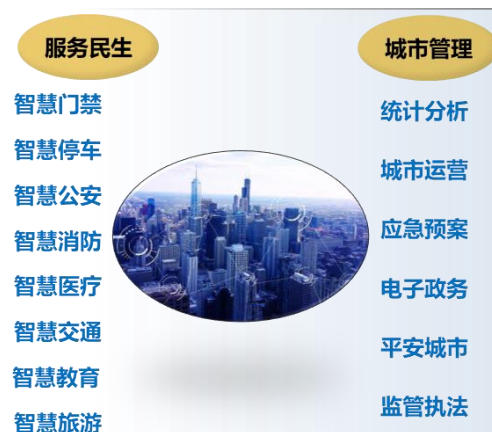 服务民生
智慧门禁
智慧停车
智慧公安
智慧消防
智慧医疗
智慧交通
智慧教育
智慧旅游
城市管理
统计分析
城市运营
应急预案
电子政务
平安城市
监管执法